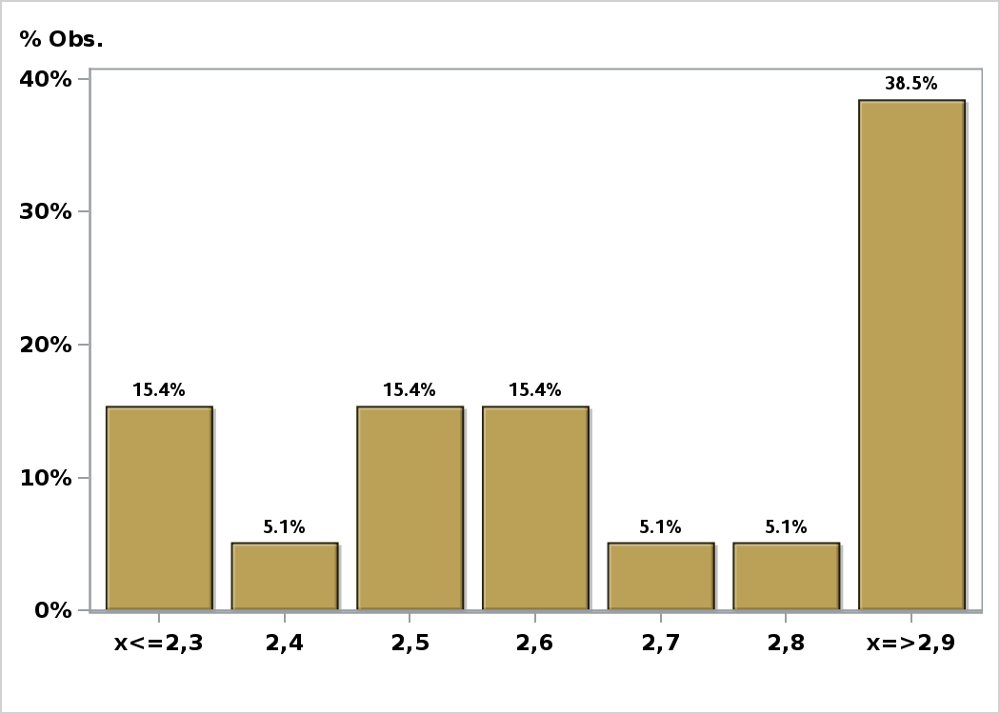 % Obs.
40%
38.5%
30%
20%
15.4% 15.4% 15.4%
10%
5.1% 5.1% 5.1%
0%
x<=2,3 2,4 2,5 2,6 2,7 2,8 x=>2,9